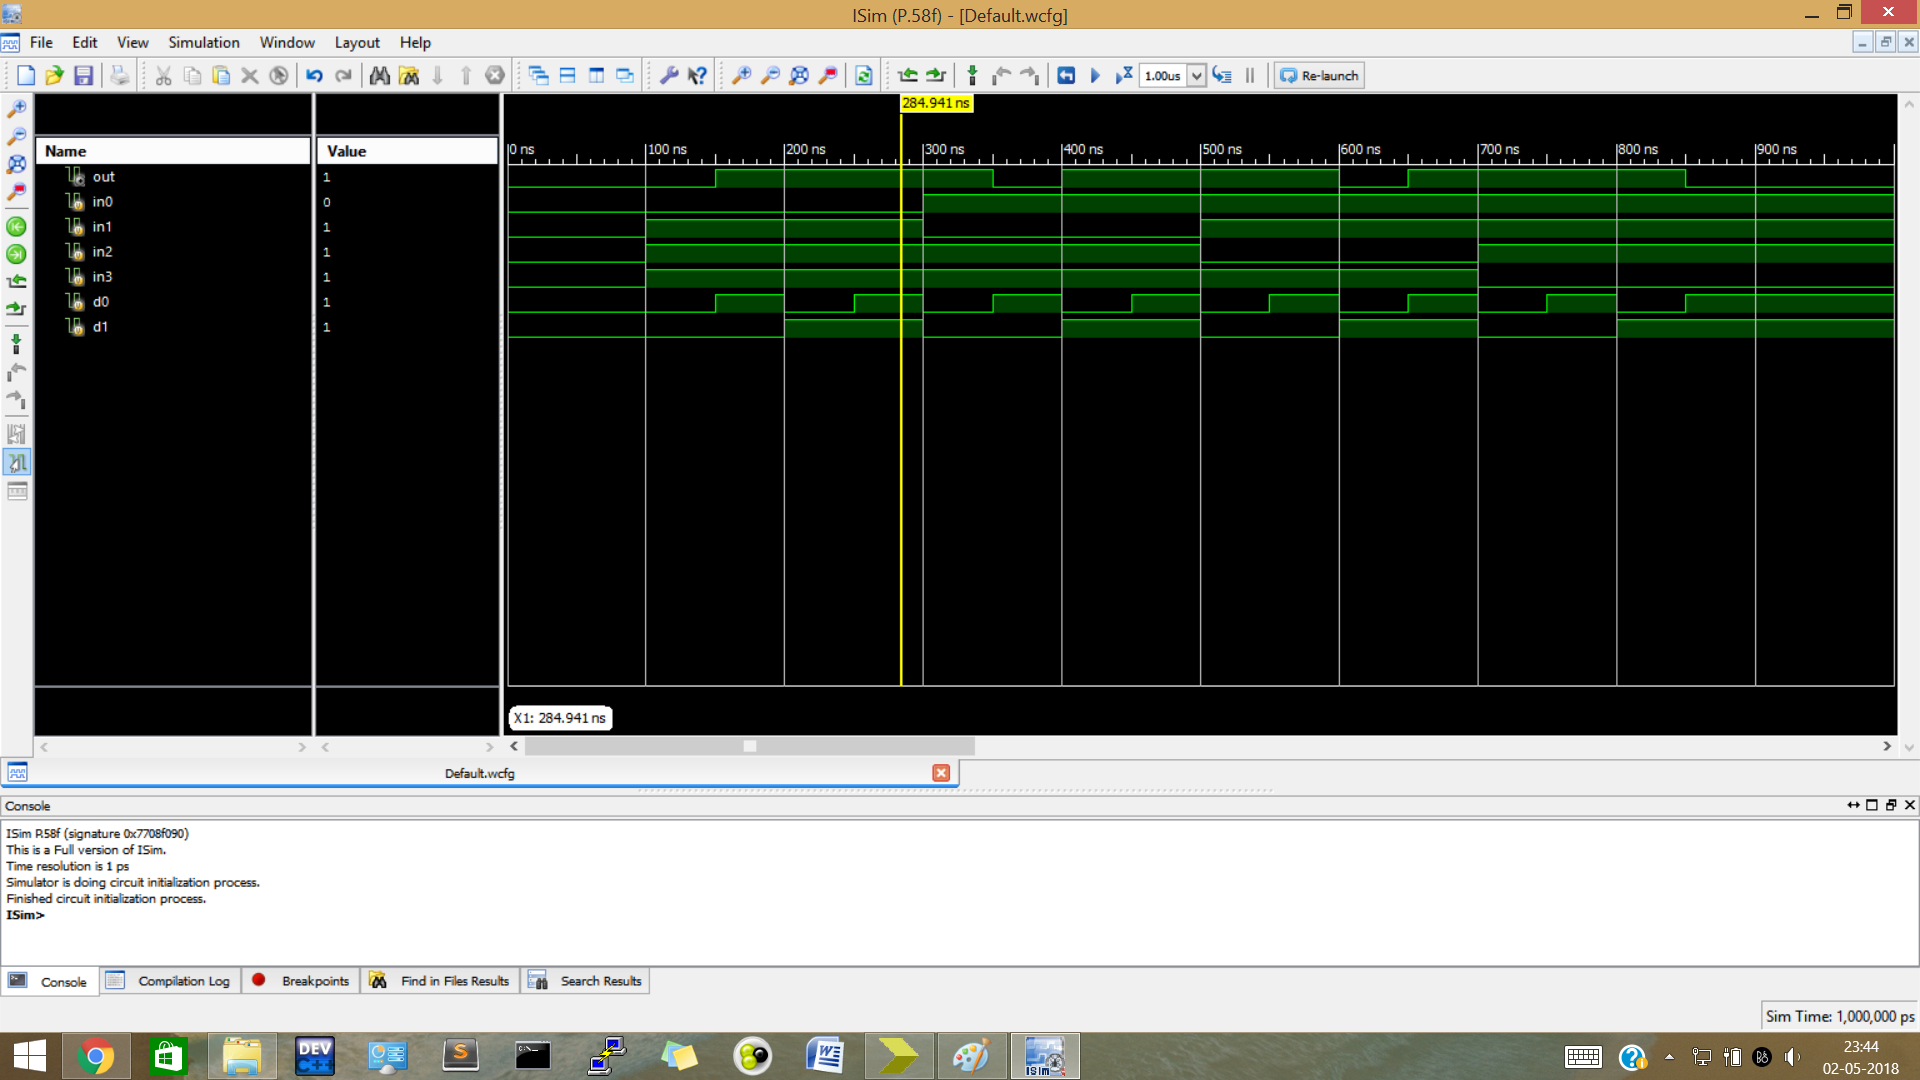 ISim (P.58f) - [Default.wcfg]
File Edit View Simulation Window Layout Help
1.00us Re-launch
284.941 ns
Name Value 0 ns 100 ns 200 ns 300 ns 400 ns 500 ns 600 ns 700 ns 800 ns 900 ns
out 1
in0 0
in1 1
in2 1
in3 1
d0 1
d1 1
X1: 284.941 ns
Default.wcfg
Console
ISim P.58f (signature 0x7708f090)
This is a Full version of ISim.
Time resolution is 1 ps
Simulator is doing circuit initialization process.
Finished circuit initialization process.
ISim>
Console Compilation Log Breakpoints Find in Files Results Search Results
Sim Time: 1,000,000 ps
DEV C++ S W ISim 23:44
02-05-2018